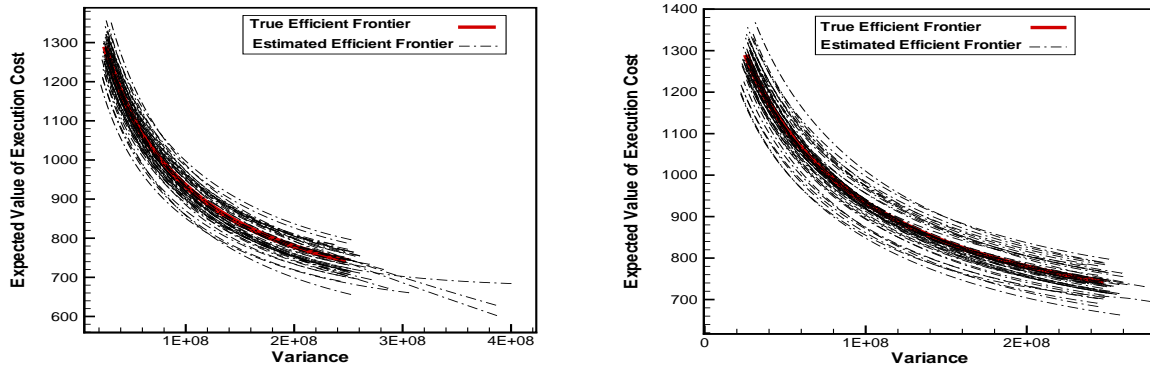 True Efficient Frontier
Estimated Efficient Frontier
Expected Value of Execution Cost
1300
1200
1100
1000
900
800
700
600
1E+08
2E+08
3E+08
4E+08
Variance
True Efficient Frontier
Estimated Efficient Frontier
Expected Value of Execution Cost
1400
1300
1200
1100
1000
900
800
700
0
1E+08
2E+08
Variance